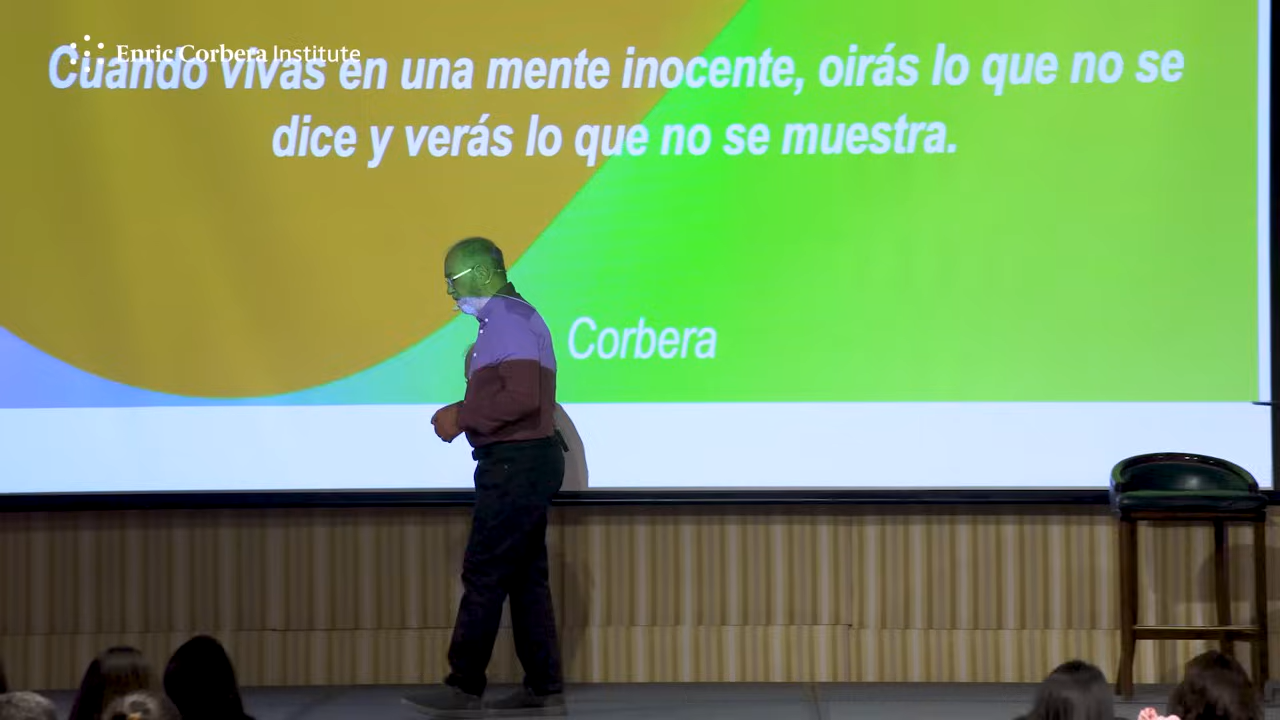 Enric Corbera Institute
Cuando vivas en una mente inocente, oirás lo que no se
dice y verás lo que no se muestra.
Corbera